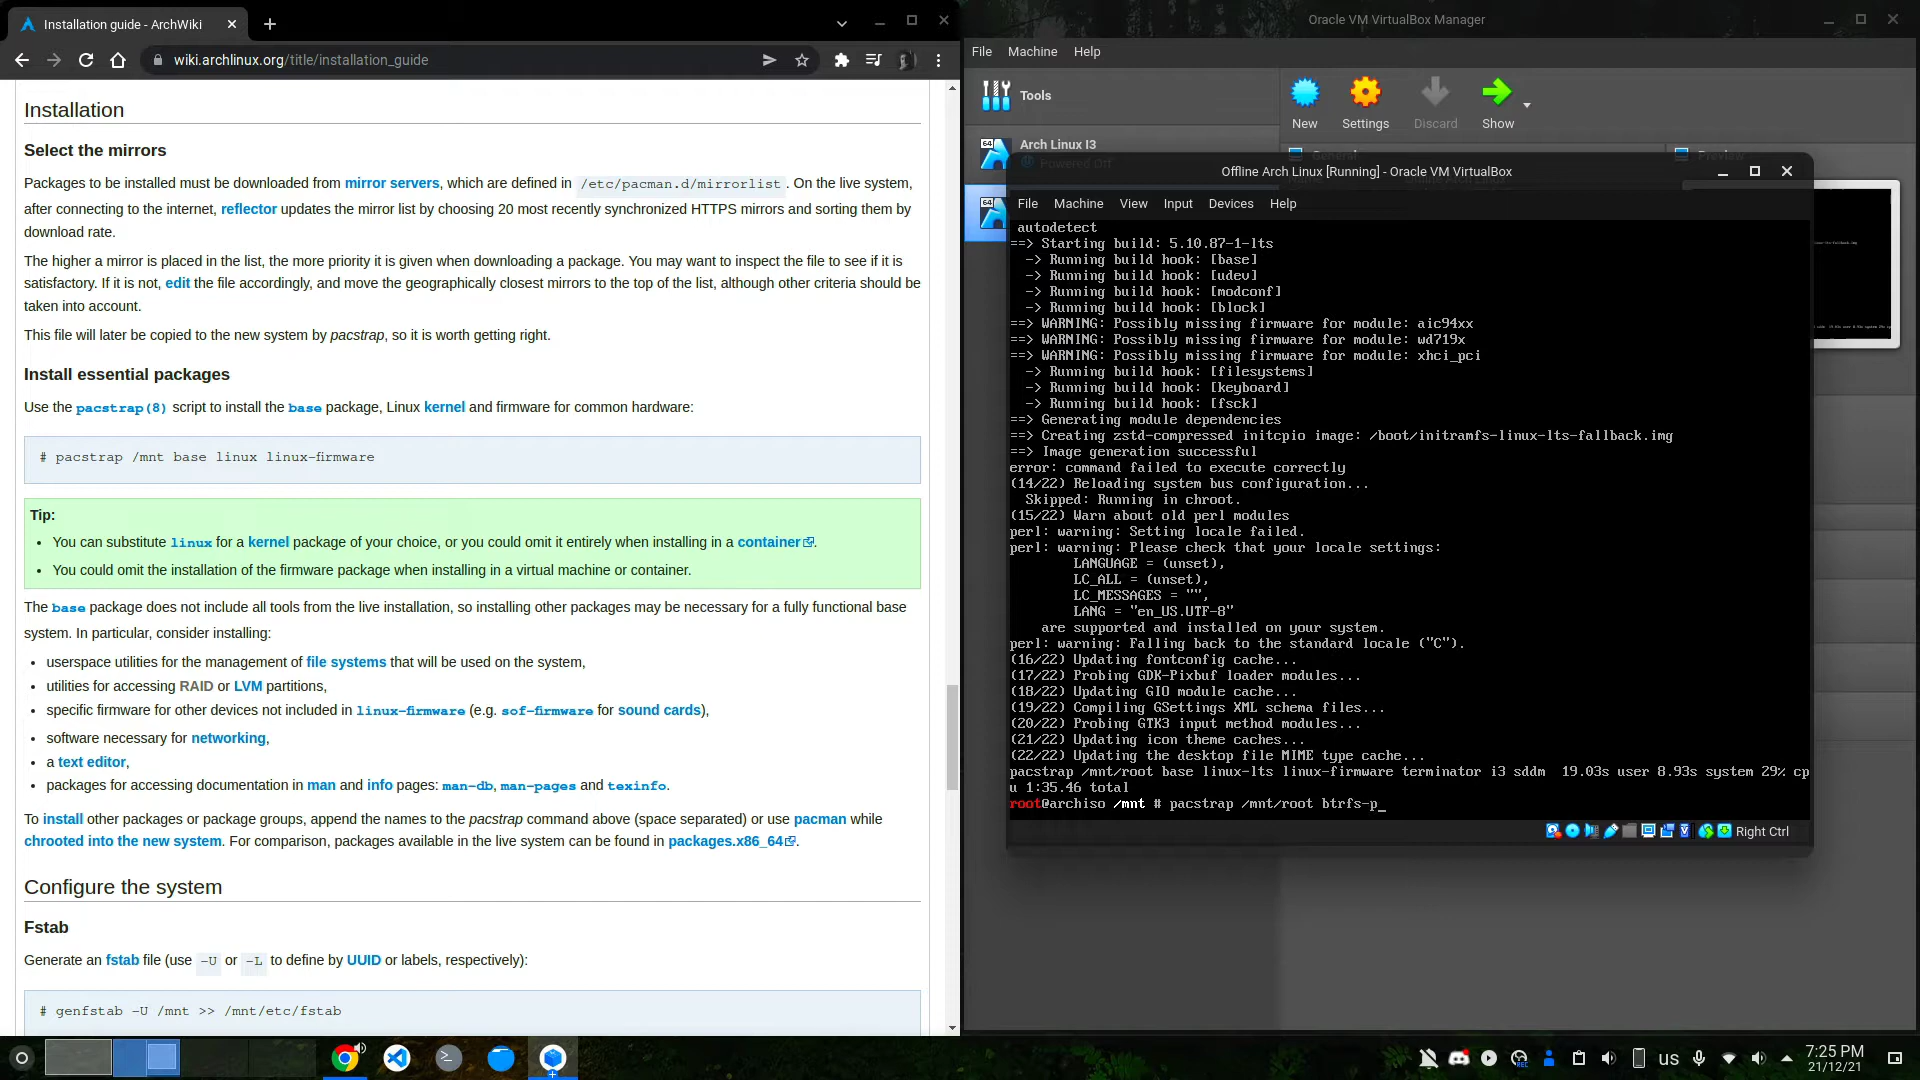 Installation guide - ArchWiki
wiki.archlinux.org/title/installation_guide
Installation
Select the mirrors
Packages to be installed must be downloaded from mirror servers, which are defined in /etc/pacman.d/mirrorlist. On the live system,
after connecting to the internet, reflector updates the mirror list by choosing 20 most recently synchronized HTTPS mirrors and sorting them by
download rate.
The higher a mirror is placed in the list, the more priority it is given when downloading a package. You may want to inspect the file to see if it is
satisfactory. If it is not, edit the file accordingly, and move the geographically closest mirrors to the top of the list, although other criteria should be
taken into account.
This file will later be copied to the new system by pacstrap, so it is worth getting right.
Install essential packages
Use the pacstrap(8) script to install the base package, Linux kernel and firmware for common hardware:
# pacstrap /mnt base linux linux-firmware
Tip:
• You can substitute linux for a kernel package of your choice, or you could omit it entirely when installing in a container.
• You could omit the installation of the firmware package when installing in a virtual machine or container.
The base package does not include all tools from the live installation, so installing other packages may be necessary for a fully functional base
system. In particular, consider installing:
• userspace utilities for the management of file systems that will be used on the system,
• utilities for accessing RAID or LVM partitions,
• specific firmware for other devices not included in linux-firmware (e.g. sof-firmware for sound cards),
• software necessary for networking,
• a text editor,
• packages for accessing documentation in man and info pages: man-db, man-pages and texinfo.
To install other packages or package groups, append the names to the pacstrap command above (space separated) or use pacman while
chrooted into the new system. For comparison, packages available in the live system can be found in packages.x86_64.
Configure the system
Fstab
Generate an fstab file (use -U or -L to define by UUID or labels, respectively):
# genfstab -U /mnt >> /mnt/etc/fstab
Oracle VM VirtualBox Manager
File Machine Help
Tools
New Settings Discard Show
64
Arch Linux I3
Powered Off
General
Preview
64
Offline Arch Linux [Running] - Oracle VM VirtualBox
File Machine View Input Devices Help
autodetect
==> Starting build: 5.10.87-1-lts
-> Running build hook: [base]
-> Running build hook: [udev]
-> Running build hook: [modconf]
-> Running build hook: [block]
==> WARNING: Possibly missing firmware for module: aic94xx
==> WARNING: Possibly missing firmware for module: wd719x
==> WARNING: Possibly missing firmware for module: xhci_pci
-> Running build hook: [filesystems]
-> Running build hook: [keyboard]
-> Running build hook: [fsck]
==> Generating module dependencies
==> Creating zstd-compressed initcpio image: /boot/initramfs-linux-lts-fallback.img
==> Image generation successful
error: command failed to execute correctly
(14/22) Reloading system bus configuration...
Skipped: Running in chroot.
(15/22) Warn about old perl modules
perl: warning: Setting locale failed.
perl: warning: Please check that your locale settings:
LANGUAGE = (unset),
LC_ALL = (unset),
LC_MESSAGES = "",
LANG = "en_US.UTF-8"
are supported and installed on your system.
perl: warning: Falling back to the standard locale ("C").
(16/22) Updating fontconfig cache...
(17/22) Probing GDK-Pixbuf loader modules...
(18/22) Updating GIO module cache...
(19/22) Compiling GSettings XML schema files...
(20/22) Probing GTK3 input method modules...
(21/22) Updating icon theme caches...
(22/22) Updating the desktop file MIME type cache...
pacstrap /mnt/root base linux-lts linux-firmware terminator i3 sddm  19.03s user 8.93s system 29% cp
u 1:35.46 total
root@archiso /mnt # pacstrap /mnt/root btrfs-p_
Right Ctrl
us
7:25 PM
21/12/21